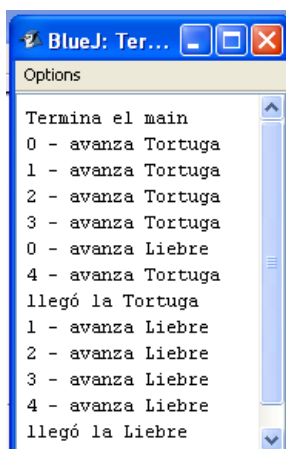 BlueJ: Ter...
Options
Termina el main
0 - avanza Tortuga
1 - avanza Tortuga
2 - avanza Tortuga
3 - avanza Tortuga
0 - avanza Liebre
4 - avanza Tortuga
llegó la Tortuga
1 - avanza Liebre
2 - avanza Liebre
3 - avanza Liebre
4 - avanza Liebre
llegó la Liebre